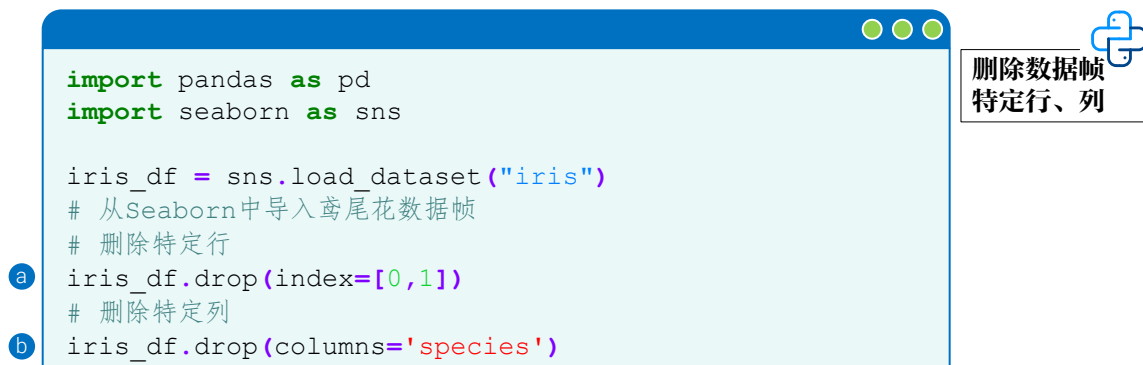 import pandas as pd
import seaborn as sns
iris_df = sns.load_dataset("iris")
# 从Seaborn中导入鸢尾花数据帧
# 删除特定行
a iris_df.drop(index=[0,1])
# 删除特定列
b iris_df.drop(columns='species')
删除数据帧
特定行、列